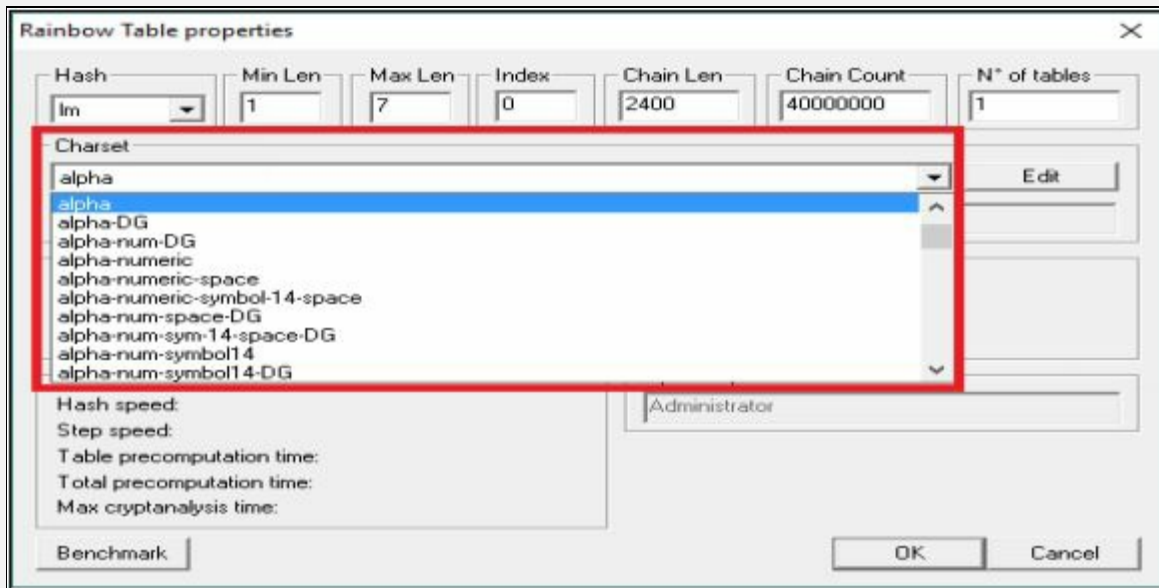 Rainbow Table properties
Hash Min Len Max Len Index Chain Len Chain Count N° of tables
lm 1 7 0 2400 40000000 1
Charset
alpha Edit
alpha
alpha-DG
alpha-num-DG
alpha-numeric
alpha-numeric-space
alpha-numeric-symbol-14-space
alpha-num-space-DG
alpha-num-sym-14-space-DG
alpha-num-symbol14
alpha-num-symbol14-DG
Hash speed: Administrator
Step speed:
Table precomputation time:
Total precomputation time:
Max cryptanalysis time:
Benchmark OK Cancel